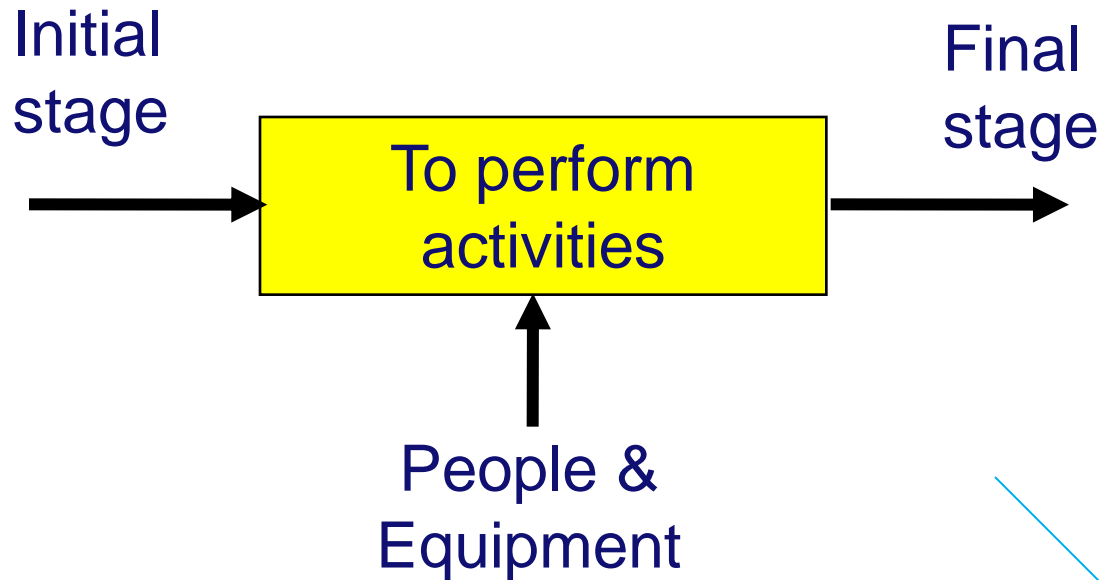 Initial
stage
Final
stage
To perform
activities
People &
Equipment